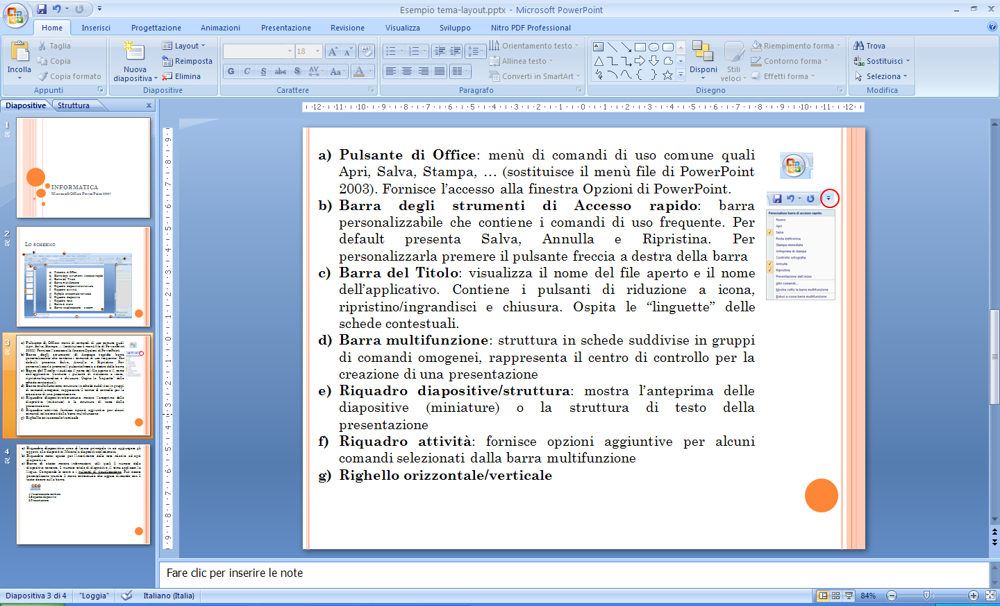 Esempio tema-layout.pptx - Microsoft PowerPoint
Home Inserisci Progettazione Animazioni Presentazione Revisione Visualizza Sviluppo Nitro PDF Professional
Incolla
Taglia
Copia
Copia formato
Appunti
Nuova
diapositiva
Layout
Reimposta
Elimina
Diapositive
18
G C S abc S AV Aa A
Carattere
Orientamento testo
Allinea testo
Converti in SmartArt
Paragrafo
Disponi
Stili
veloci
Riempimento forma
Contorno forma
Effetti forma
Disegno
Trova
Sostituisci
Seleziona
Modifica
Diapositive Struttura
1
INFORMATICA
Microsoft Office PowerPoint 2007
2
LO SCHERMO
3
4
a) Pulsante di Office: menù di comandi di uso comune quali
Apri, Salva, Stampa, … (sostituisce il menù file di PowerPoint
2003). Fornisce l’accesso alla finestra Opzioni di PowerPoint.
b) Barra degli strumenti di Accesso rapido: barra
personalizzabile che contiene i comandi di uso frequente. Per
default presenta Salva, Annulla e Ripristina. Per
personalizzarla premere il pulsante freccia a destra della barra
c) Barra del Titolo: visualizza il nome del file aperto e il nome
dell’applicativo. Contiene i pulsanti di riduzione a icona,
ripristino/ingrandisci e chiusura. Ospita le “linguette” delle
schede contestuali.
d) Barra multifunzione: struttura in schede suddivise in gruppi
di comandi omogenei, rappresenta il centro di controllo per la
creazione di una presentazione
e) Riquadro diapositive/struttura: mostra l’anteprima delle
diapositive (miniature) o la struttura di testo della
presentazione
f) Riquadro attività: fornisce opzioni aggiuntive per alcuni
comandi selezionati dalla barra multifunzione
g) Righello orizzontale/verticale
Personalizza barra di accesso rapido
Nuovo
Apri
Salva
Posta elettronica
Stampa immediata
Anteprima di stampa
Controllo ortografia
Annulla
Ripristina
Presentazione dall'inizio
Altri comandi...
Mostra sotto la barra multifunzione
Riduci a icona barra multifunzione
Fare clic per inserire le note
Diapositiva 3 di 4 "Loggia" Italiano (Italia) 84%